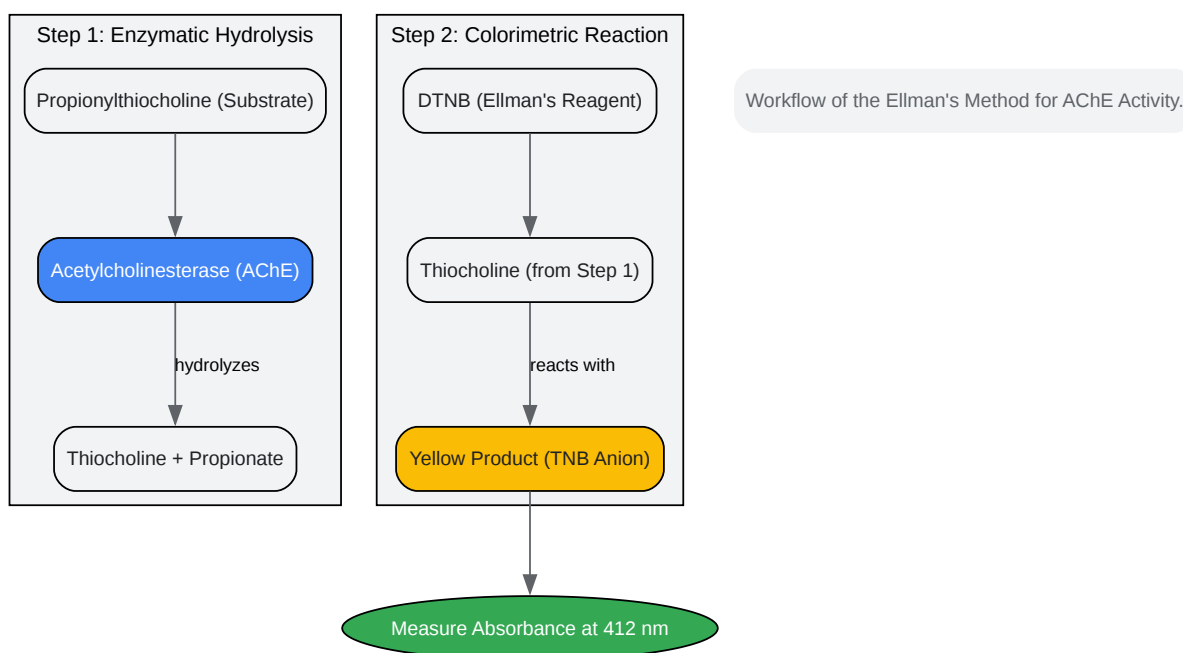 Step 1: Enzymatic Hydrolysis
Propionylthiocholine (Substrate)
Acetylcholinesterase (AChE)
hydrolyzes
Thiocholine + Propionate
Step 2: Colorimetric Reaction
DTNB (Ellman's Reagent)
Thiocholine (from Step 1)
reacts with
Yellow Product (TNB Anion)
Measure Absorbance at 412 nm
Workflow of the Ellman's Method for AChE Activity.